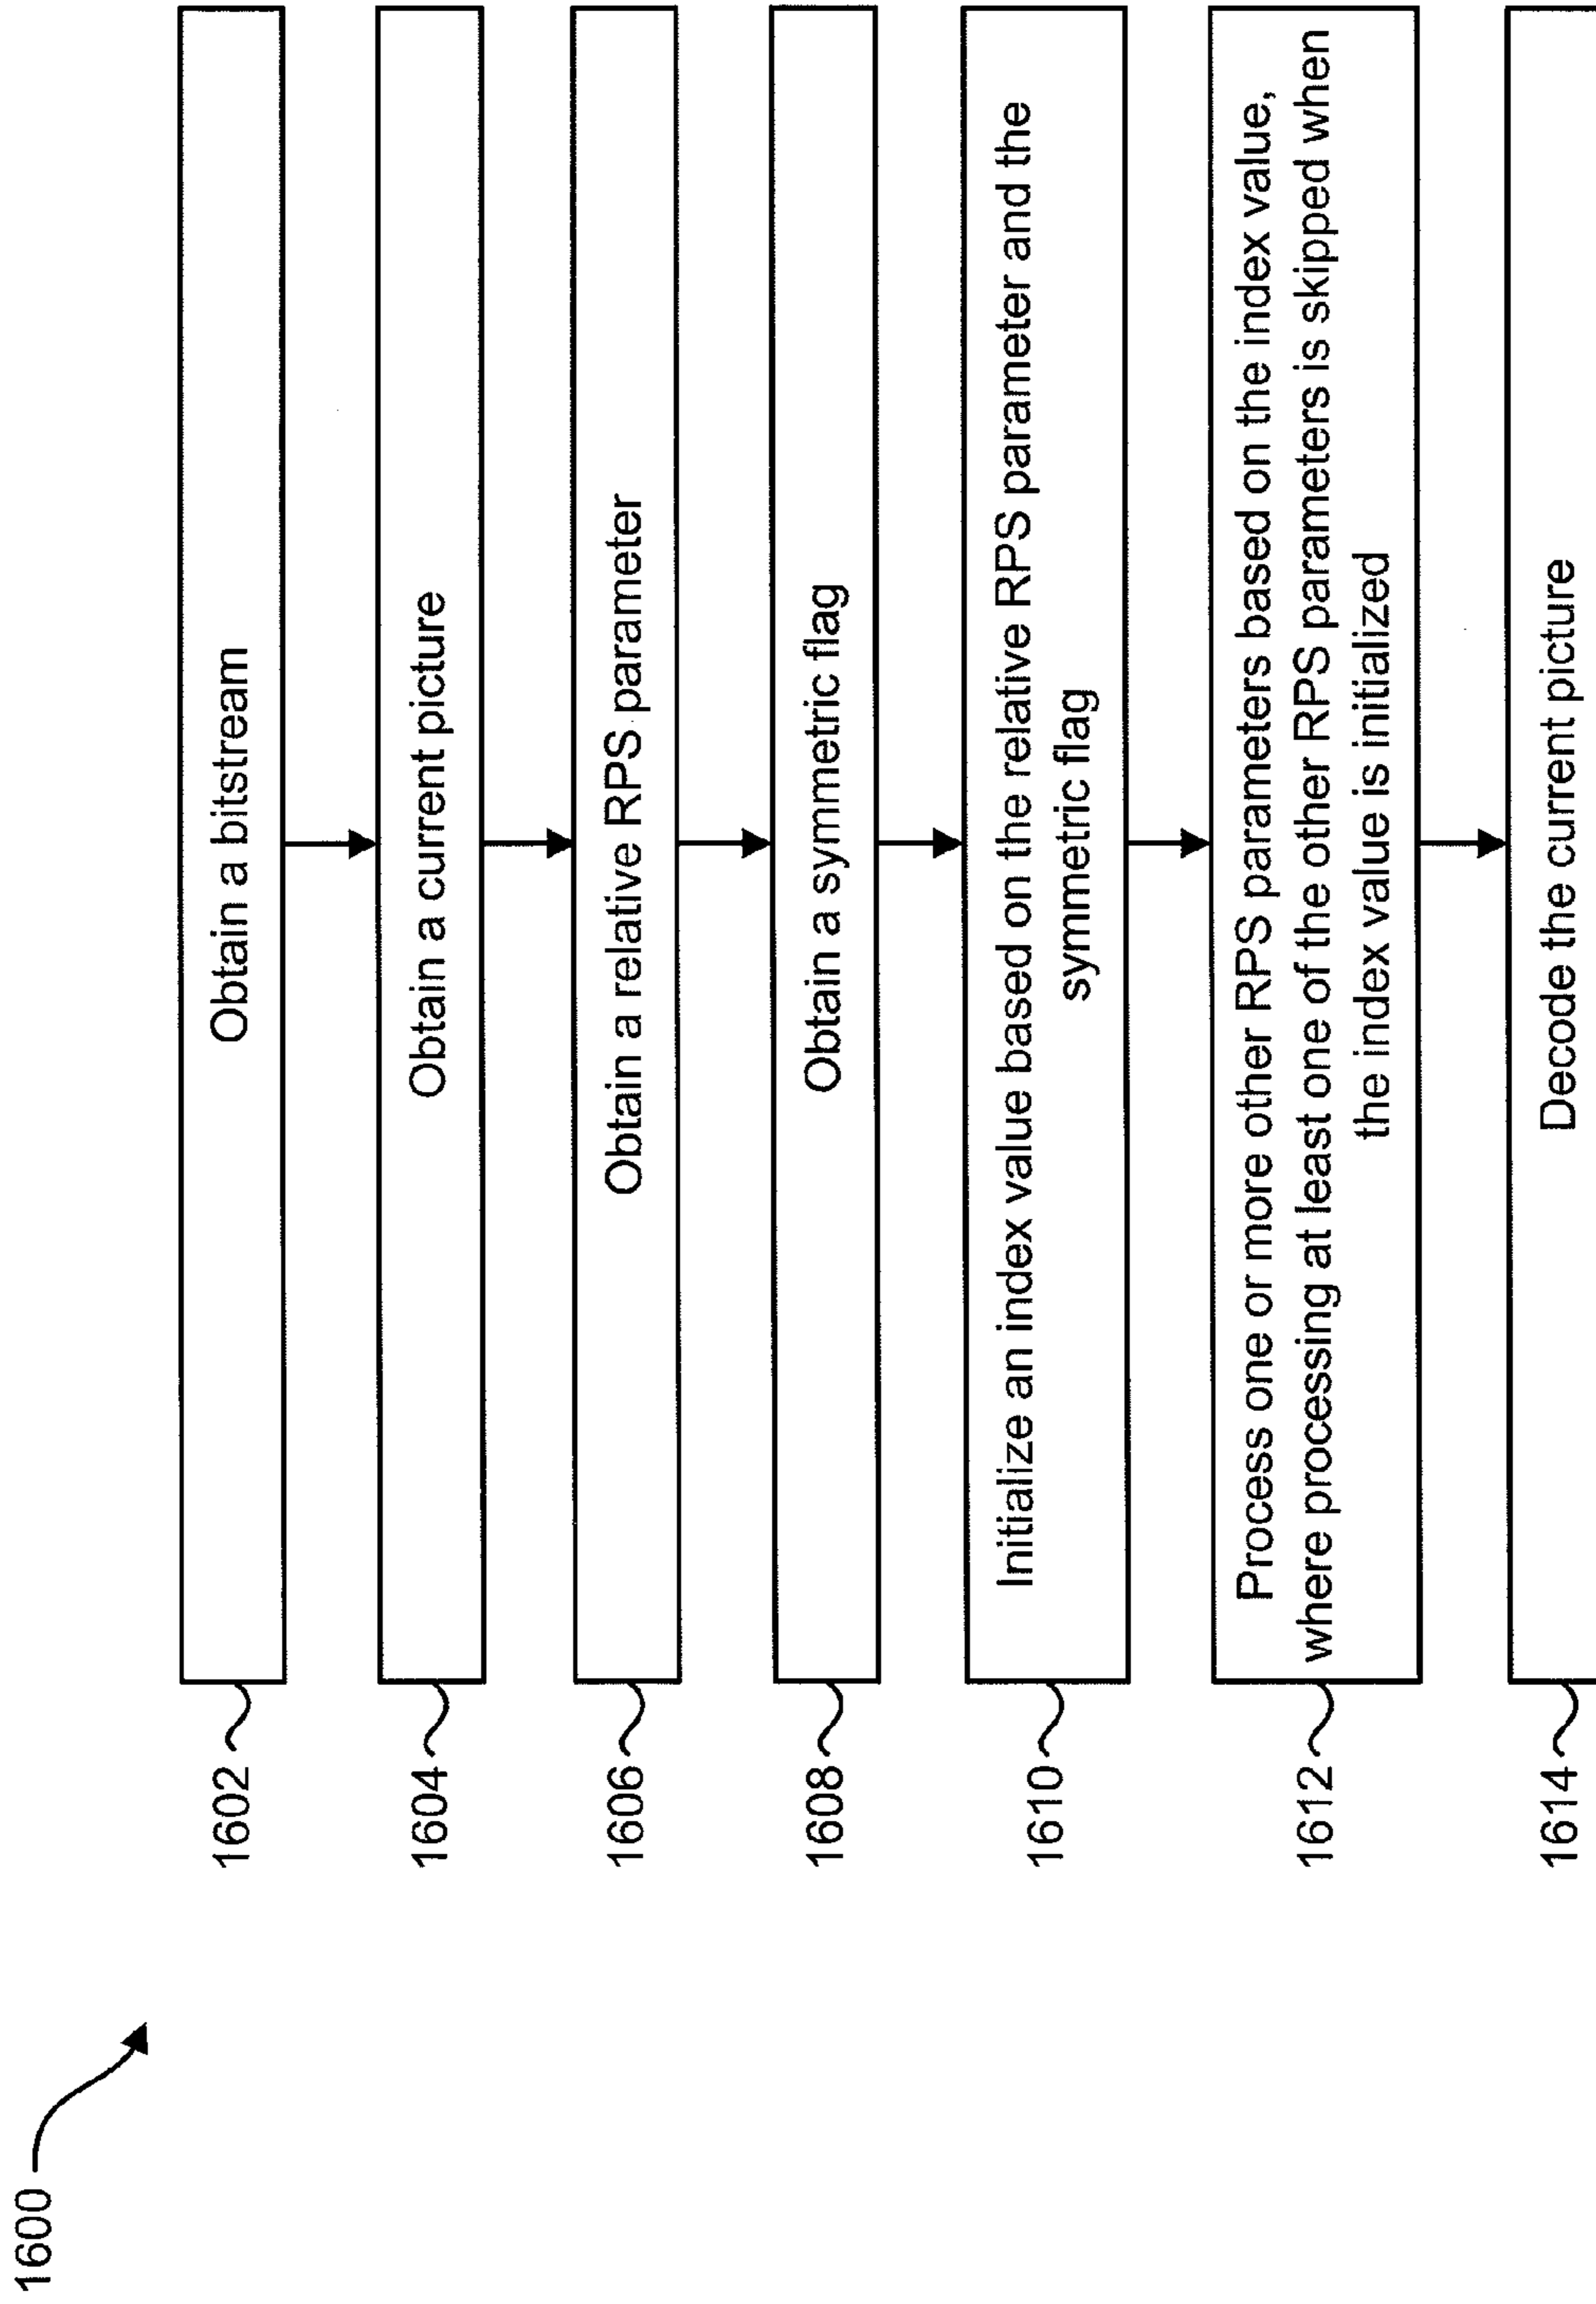 1600
1602
Obtain a bitstream
1604
Obtain a current picture
1606
Obtain a relative RPS parameter
1608
Obtain a symmetric flag
1610
Initialize an index value based on the relative RPS parameter and the
symmetric flag
1612
Process one or more other RPS parameters based on the index value,
where processing at least one of the other RPS parameters is skipped when
the index value is initialized
1614
Decode the current picture